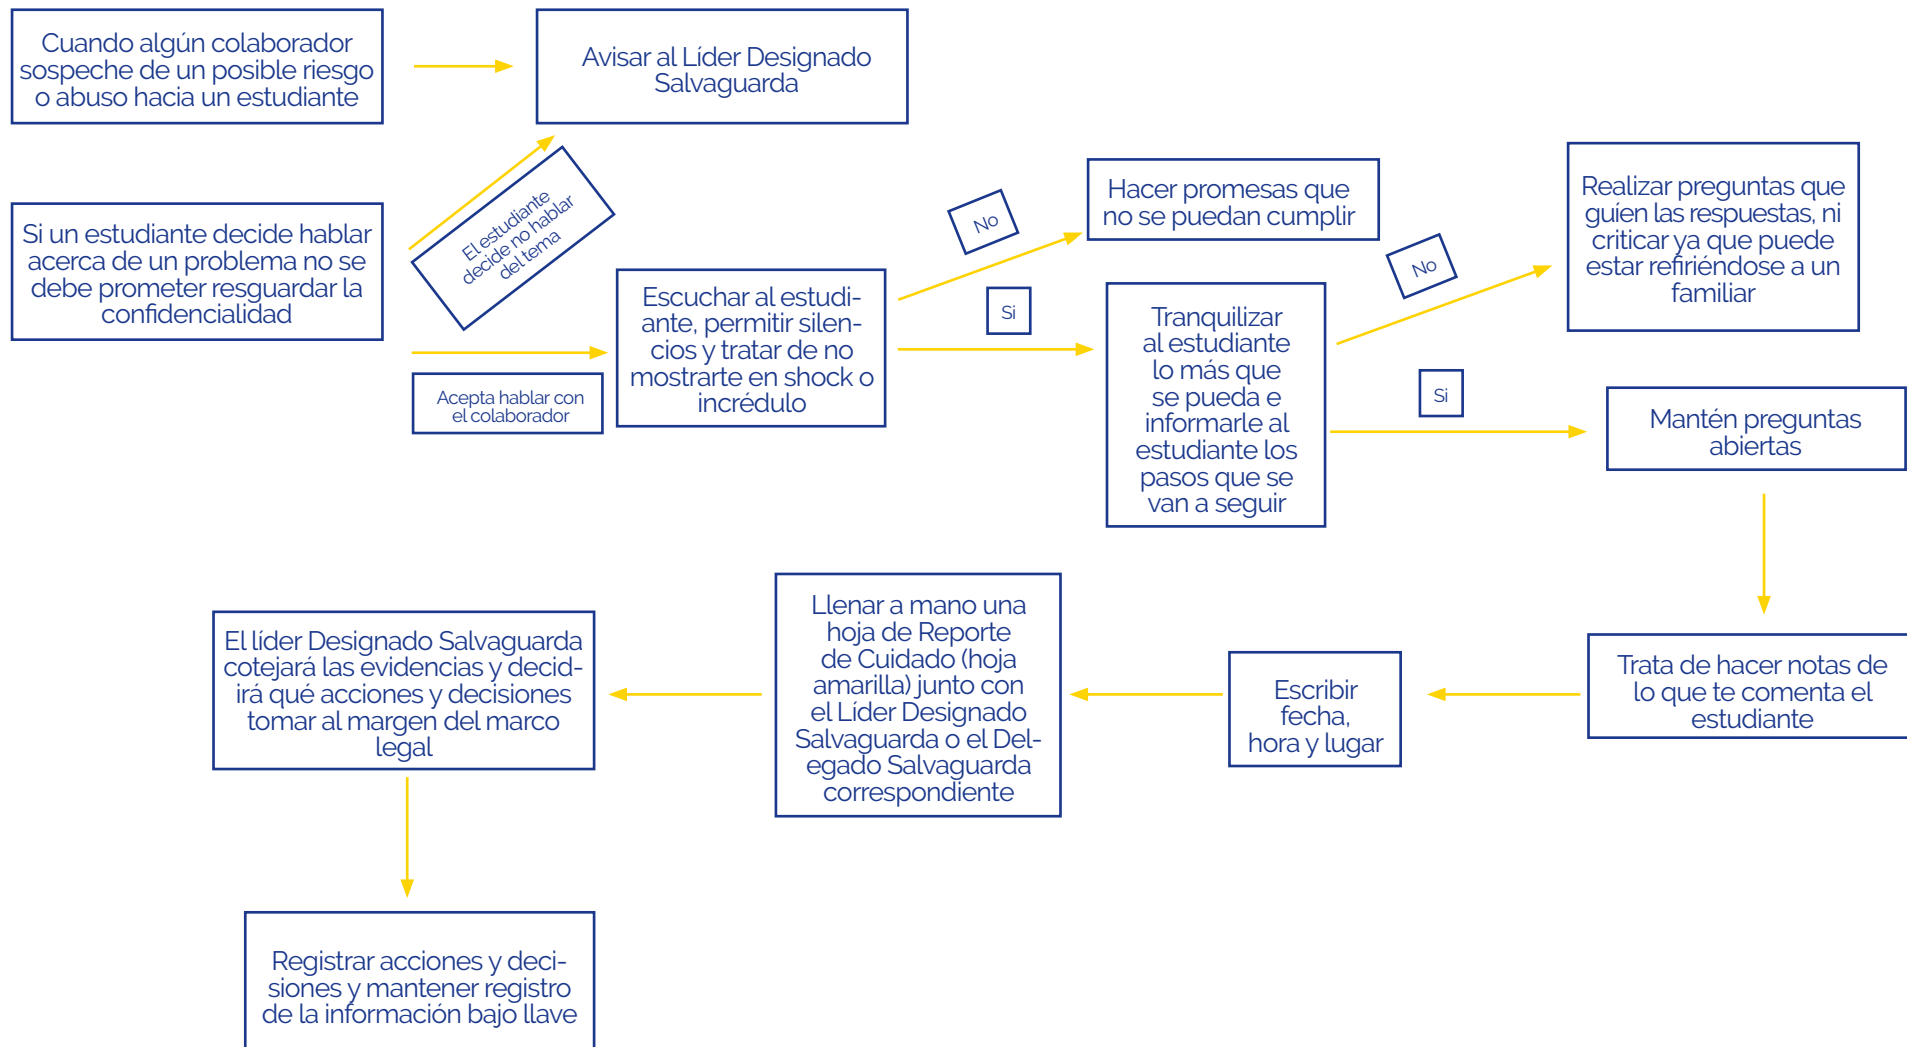 Cuando algún colaborador
sospeche de un posible riesgo
o abuso hacia un estudiante
Avisar al Líder Designado
Salvaguarda
Si un estudiante decide hablar
acerca de un problema no se
debe prometer resguardar la
confidencialidad
El estudiante
decide no hablar
del tema
Acepta hablar con
el colaborador
Escuchar al estudi-
ante, permitir silen-
cios y tratar de no
mostrarte en shock o
incrédulo
No
Hacer promesas que
no se puedan cumplir
Si
Tranquilizar
al estudiante
lo más que
se pueda e
informarle al
estudiante los
pasos que se
van a seguir
No
Realizar preguntas que
guíen las respuestas, ni
criticar ya que puede
estar refiriéndose a un
familiar
Si
Mantén preguntas
abiertas
Trata de hacer notas de
lo que te comenta el
estudiante
Escribir
fecha,
hora y lugar
Llenar a mano una
hoja de Reporte
de Cuidado (hoja
amarilla) junto con
el Líder Designado
Salvaguarda o el Del-
egado Salvaguarda
correspondiente
El líder Designado Salvaguarda
cotejará las evidencias y decid-
irá qué acciones y decisiones
tomar al margen del marco
legal
Registrar acciones y deci-
siones y mantener registro
de la información bajo llave